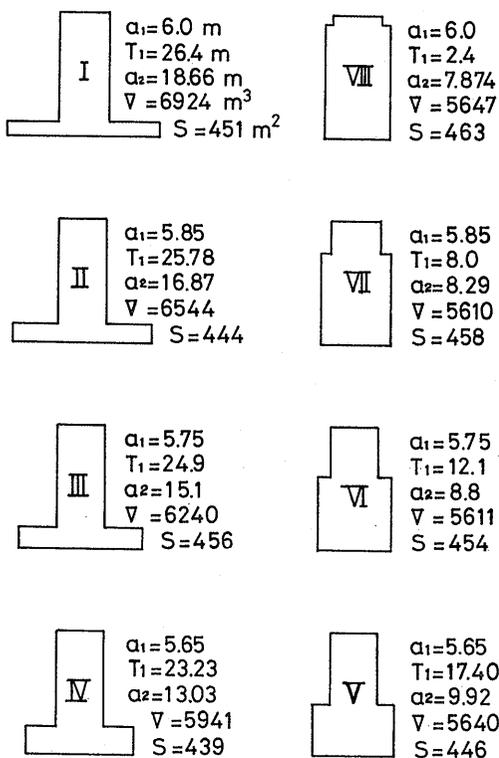 I
a1=6.0 m
T1=26.4 m
a2=18.66 m
∇=6924 m³
S=451 m²
II
a1=5.85
T1=25.78
a2=16.87
∇=6544
S=444
III
a1=5.75
T1=24.9
a2=15.1
∇=6240
S=456
IV
a1=5.65
T1=23.23
a2=13.03
∇=5941
S=439
VIII
a1=6.0
T1=2.4
a2=7.874
∇=5647
S=463
VII
a1=5.85
T1=8.0
a2=8.29
∇=5610
S=458
VI
a1=5.75
T1=12.1
a2=8.8
∇=5611
S=454
V
a1=5.65
T1=17.40
a2=9.92
∇=5640
S=446